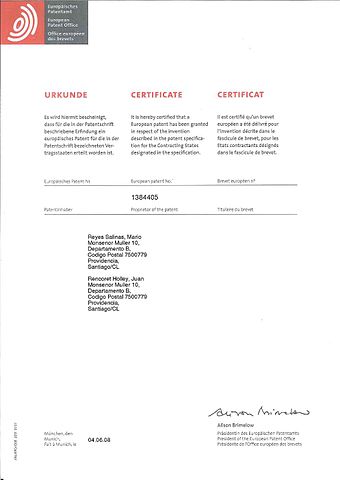 Europäisches
Patentamt
European
Patent Office
Office européen
des brevets
URKUNDE
CERTIFICATE
CERTIFICAT
Es wird hiermit bescheinigt,
dass für die in der Patentschrift
beschriebene Erfindung ein
europäisches Patent für die in der
Patentschrift bezeichneten Ver-
tragsstaaten erteilt worden ist.
It is hereby certified that a
European patent has been granted
in respect of the invention
described in the patent specifica-
tion for the Contracting States
designated in the specification.
Il est certifié qu'un brevet
européen a été délivré pour
l'invention décrite dans le
fascicule de brevet, pour les
Etats contractants désignés
dans le fascicule de brevet.
Europäisches Patent Nr.
European patent No.
Brevet européen n°
1384405
Patentinhaber
Proprietor of the patent
Titulaire du brevet
Reyes Salinas, Mario
Monsenor Muller 10,
Departamento B,
Codigo Postal 7500779
Providencia,
Santiago/CL
Rencoret Holley, Juan
Monsenor Muller 10,
Departamento B,
Codigo Postal 7500779
Providencia,
Santiago/CL
Alison Brimelow
Alison Brimelow
Präsidentin des Europäischen Patentamts
President of the European Patent Office
Présidente de l'Office européen des brevets
München, den
Munich,
Fait à Munich, le
04.06.08